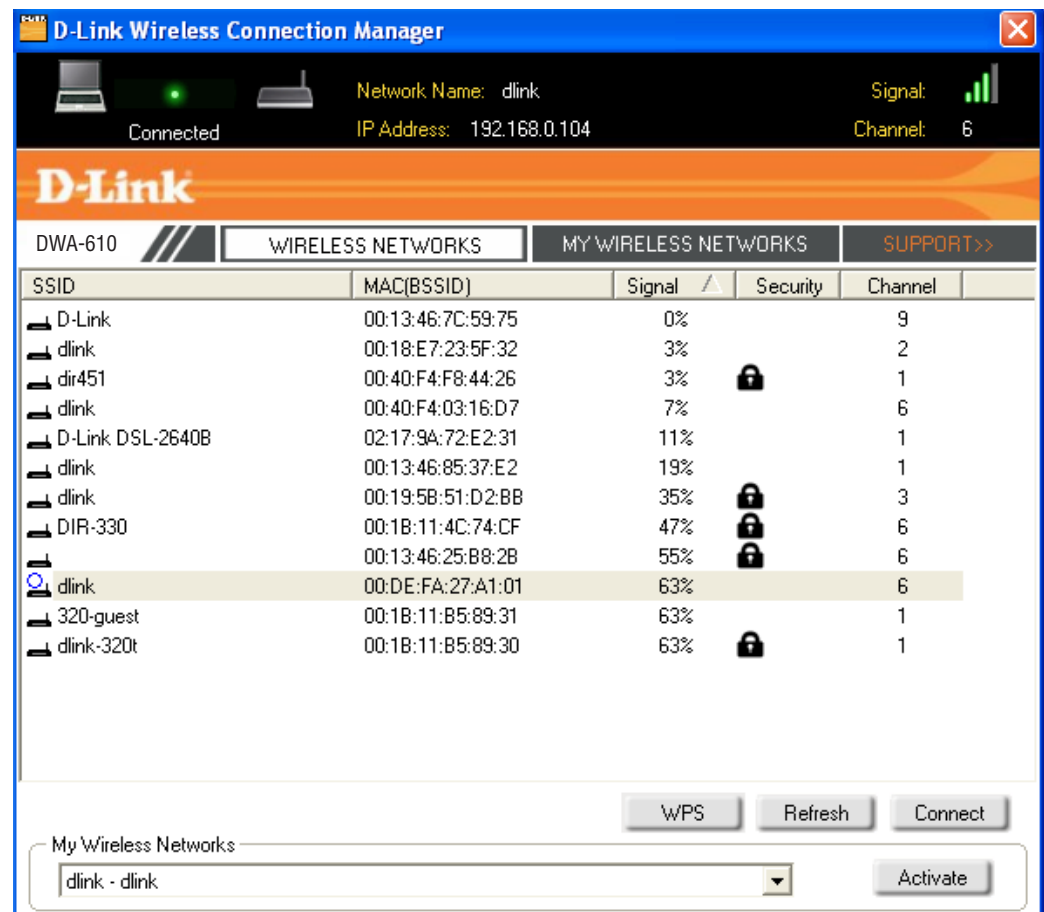 D-Link Wireless Connection Manager
Network Name: dlink Signal:
Connected IP Address: 192.168.0.104 Channel: 6
D-Link
DWA-610 WIRELESS NETWORKS MY WIRELESS NETWORKS SUPPORT>>
SSID MAC(BSSID) Signal Security Channel
D-Link 00:13:46:7C:59:75 0% 9
dlink 00:18:E7:23:5F:32 3% 2
dir451 00:40:F4:F8:44:26 3% 1
dlink 00:40:F4:03:16:D7 7% 6
D-Link DSL-2640B 02:17:9A:72:E2:31 11% 1
dlink 00:13:46:85:37:E2 19% 1
dlink 00:19:5B:51:D2:BB 35% 3
DIR-330 00:1B:11:4C:74:CF 47% 6
00:13:46:25:B8:2B 55% 6
dlink 00:DE:FA:27:A1:01 63% 6
320-guest 00:1B:11:B5:89:31 63% 1
dlink-320t 00:1B:11:B5:89:30 63% 1
WPS Refresh Connect
My Wireless Networks
dlink - dlink Activate